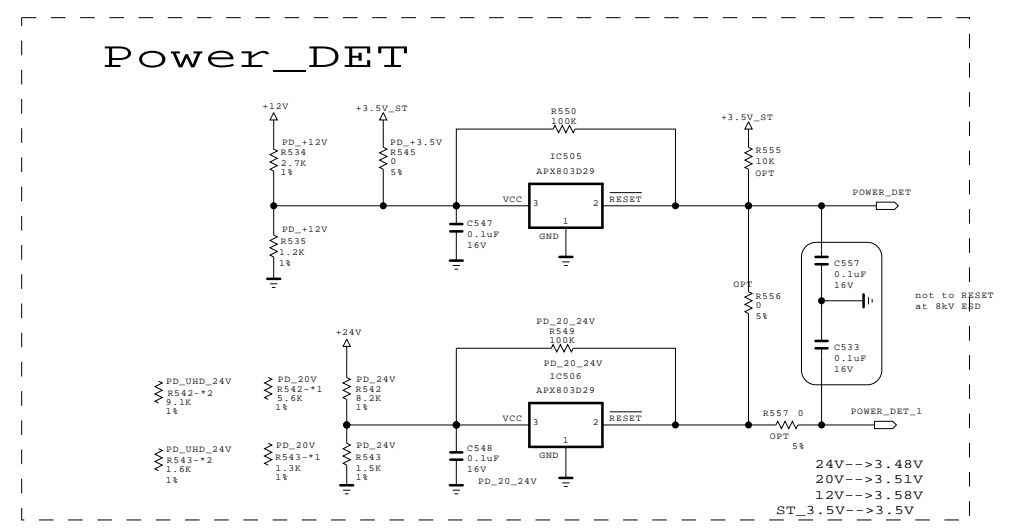 Power_DET
+12V
+3.5V_ST
R550
100K
+3.5V_ST
PD_+12V
R534
2.7K
1%
PD_+3.5V
R545
0
5%
IC505
APX803D29
R555
10K
OPT
VCC
3
2
RESET
1
GND
POWER_DET
PD_+12V
R535
1.2K
1%
C547
0.1uF
16V
C557
0.1uF
16V
OPT
R556
0
5%
not to RESET
at 8kV ESD
+24V
PD_20_24V
R549
100K
PD_20_24V
IC506
APX803D29
C533
0.1uF
16V
PD_UHD_24V
R542-*2
9.1K
1%
PD_20V
R542-*1
5.6K
1%
PD_24V
R542
8.2K
1%
VCC
3
2
RESET
1
GND
R557 0
OPT
5%
POWER_DET_1
PD_UHD_24V
R543-*2
1.6K
1%
PD_20V
R543-*1
1.3K
1%
PD_24V
R543
1.5K
1%
C548
0.1uF
16V
PD_20_24V
24V-->3.48V
20V-->3.51V
12V-->3.58V
ST_3.5V-->3.5V